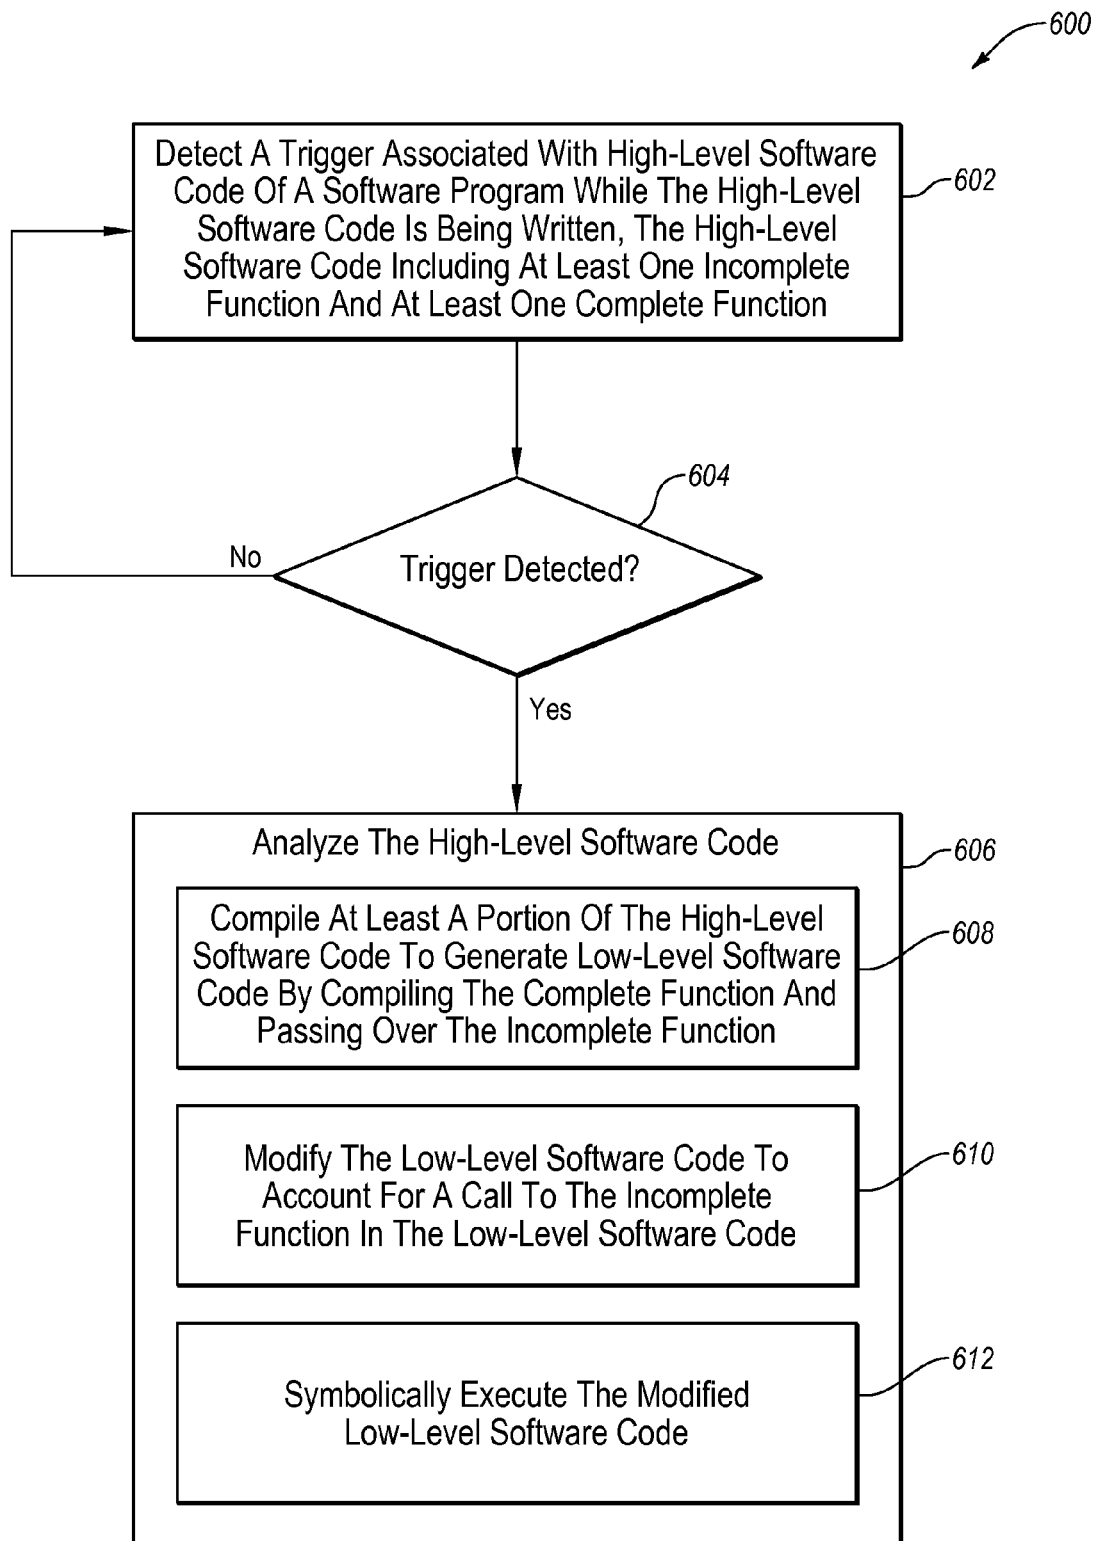 600
Detect A Trigger Associated With High-Level Software
Code Of A Software Program While The High-Level
Software Code Is Being Written, The High-Level
Software Code Including At Least One Incomplete
Function And At Least One Complete Function
602
604
Trigger Detected?
No
Yes
Analyze The High-Level Software Code
606
Compile At Least A Portion Of The High-Level
Software Code To Generate Low-Level Software
Code By Compiling The Complete Function And
Passing Over The Incomplete Function
608
Modify The Low-Level Software Code To
Account For A Call To The Incomplete
Function In The Low-Level Software Code
610
Symbolically Execute The Modified
Low-Level Software Code
612